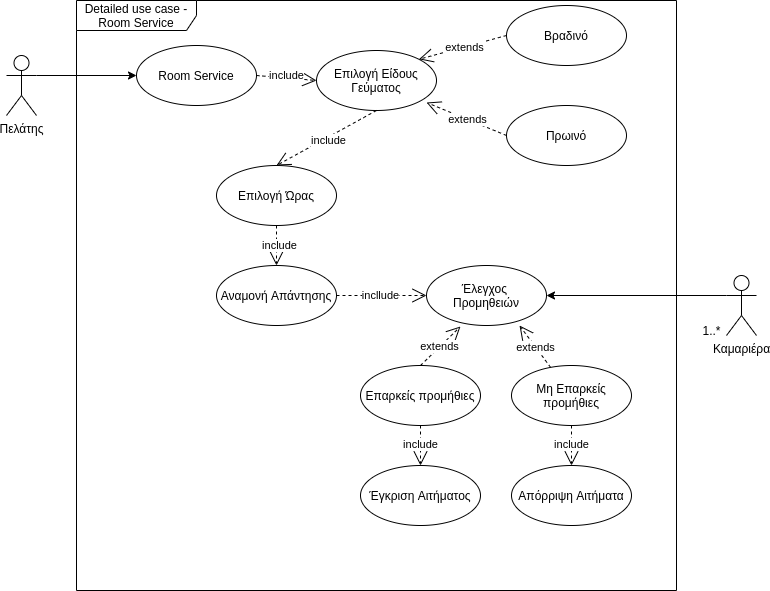 Detailed use case -
Room Service
Πελάτης
Room Service
include
Επιλογή Είδους
Γεύματος
extends
Βραδινό
extends
Πρωινό
include
Επιλογή Ώρας
include
Αναμονή Απάντησης
incllude
Έλεγχος
Προμηθειών
1..*
Καμαριέρα
extends
extends
Επαρκείς προμήθιες
Μη Επαρκείς
προμήθιες
include
include
Έγκριση Αιτήματος
Απόρριψη Αιτήματα